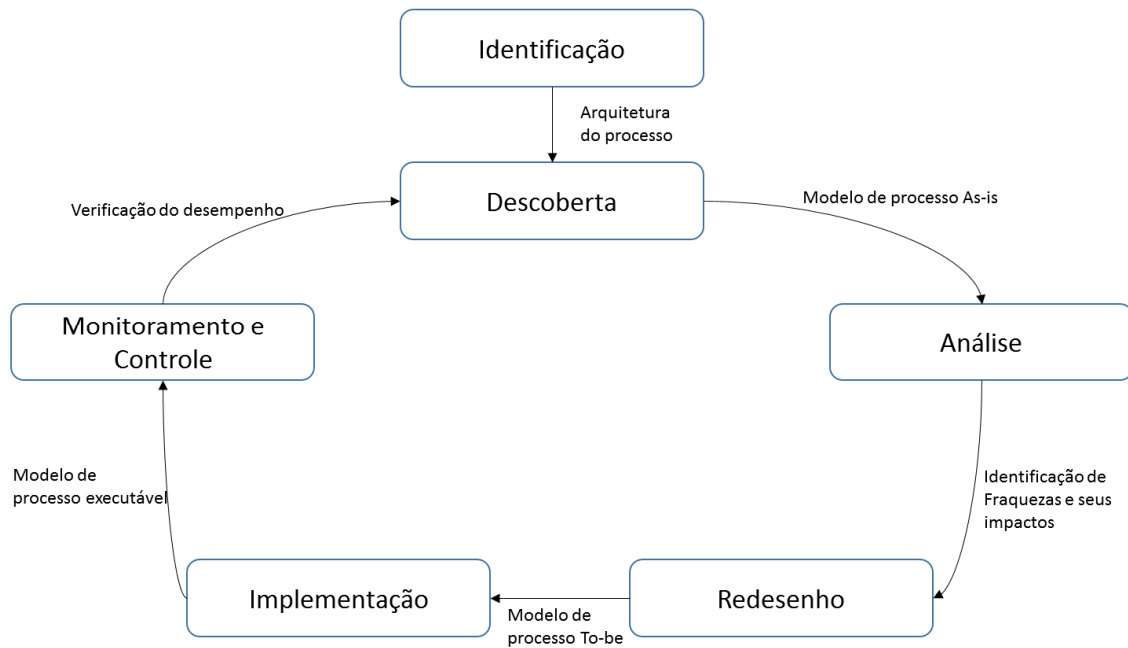 Identificação
Arquitetura
do processo
Descoberta
Verificação do desempenho
Modelo de processo As-is
Monitoramento e
Controle
Análise
Modelo de
processo executável
Identificação de
Fraquezas e seus
impactos
Implementação
Redesenho
Modelo de
processo To-be